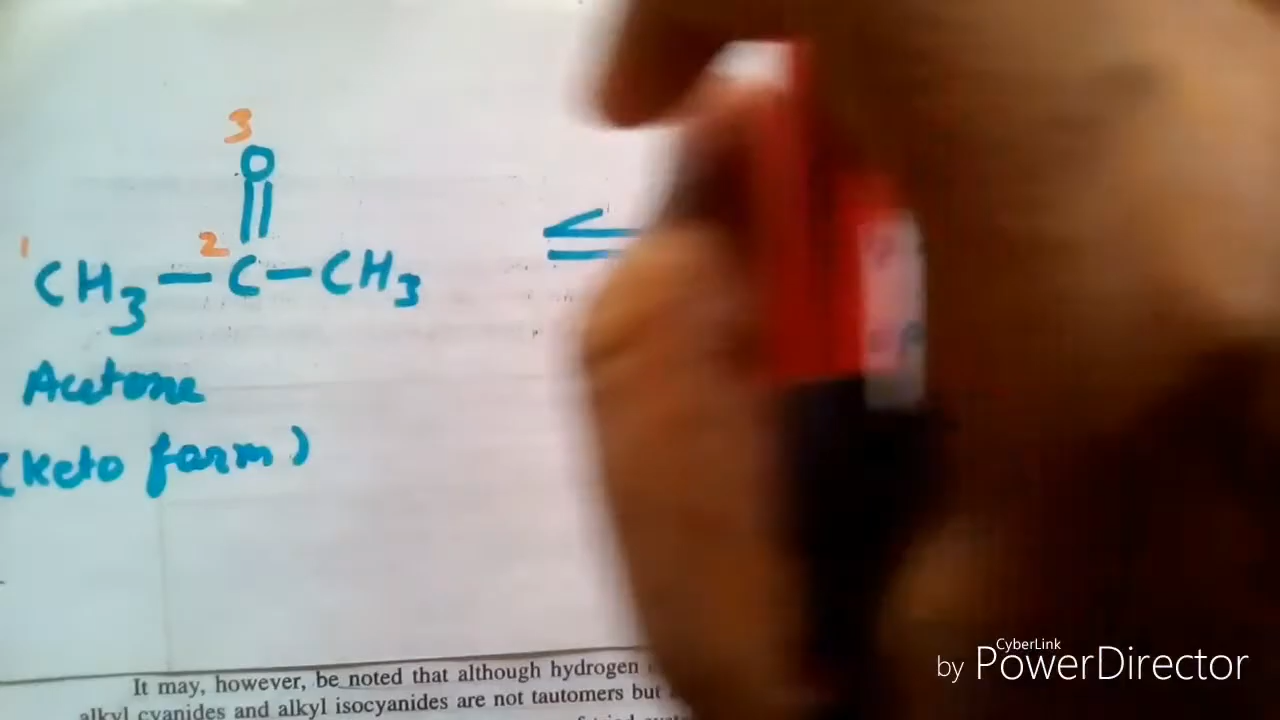 3
O
1 2
CH3 — C — CH3
Acetone
(keto form)
It may, however, be noted that although hydrogen
alkyl cyanides and alkyl isocyanides are not tautomers but
CyberLink
by PowerDirector